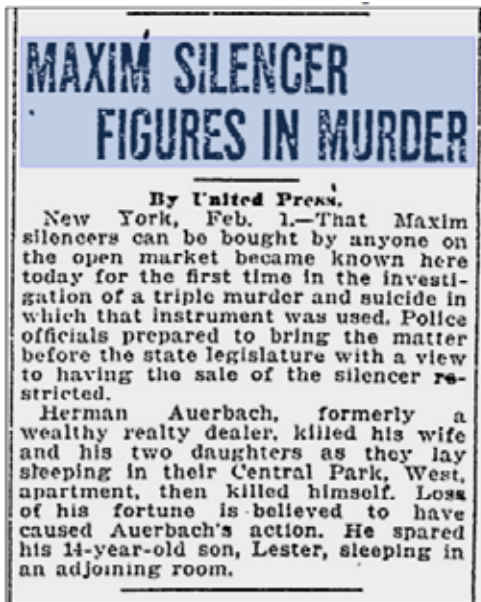 MAXIM SILENCER
FIGURES IN MURDER
By United Press.
New York, Feb. 1.—That Maxim
silencers can be bought by anyone on
the open market became known here
today for the first time in the investi-
gation of a triple murder and suicide in
which that instrument was used. Police
officials prepared to bring the matter
before the state legislature with a view
to having the sale of the silencer re-
stricted.
Herman Auerbach, formerly a
wealthy realty dealer, killed his wife
and his two daughters as they lay
sleeping in their Central Park, West,
apartment, then killed himself. Loss
of his fortune is believed to have
caused Auerbach's action. He spared
his 14-year-old son, Lester, sleeping in
an adjoining room.